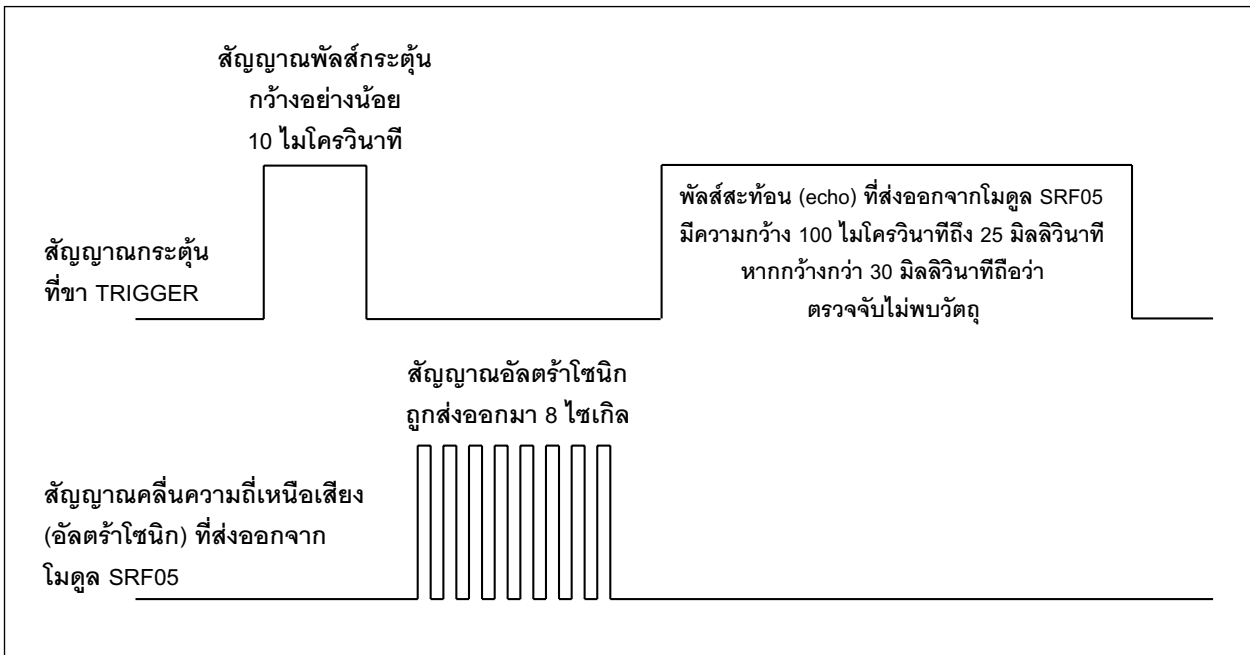 สัญญาณพัลส์กระตุ้น
กว้างอย่างน้อย
10 ไมโครวินาที
พัลส์สะท้อน (echo) ที่ส่งออกจากโมดูล SRF05
มีความกว้าง 100 ไมโครวินาทีถึง 25 มิลลิวินาที
หากกว้างกว่า 30 มิลลิวินาทีถือว่า
ตรวจจับไม่พบวัตถุ
สัญญาณกระตุ้น
ที่ขา TRIGGER
สัญญาณอัลตร้าโซนิก
ถูกส่งออกมา 8 ไซเกิล
สัญญาณคลื่นความถี่เหนือเสียง
(อัลตร้าโซนิก) ที่ส่งออกจาก
โมดูล SRF05